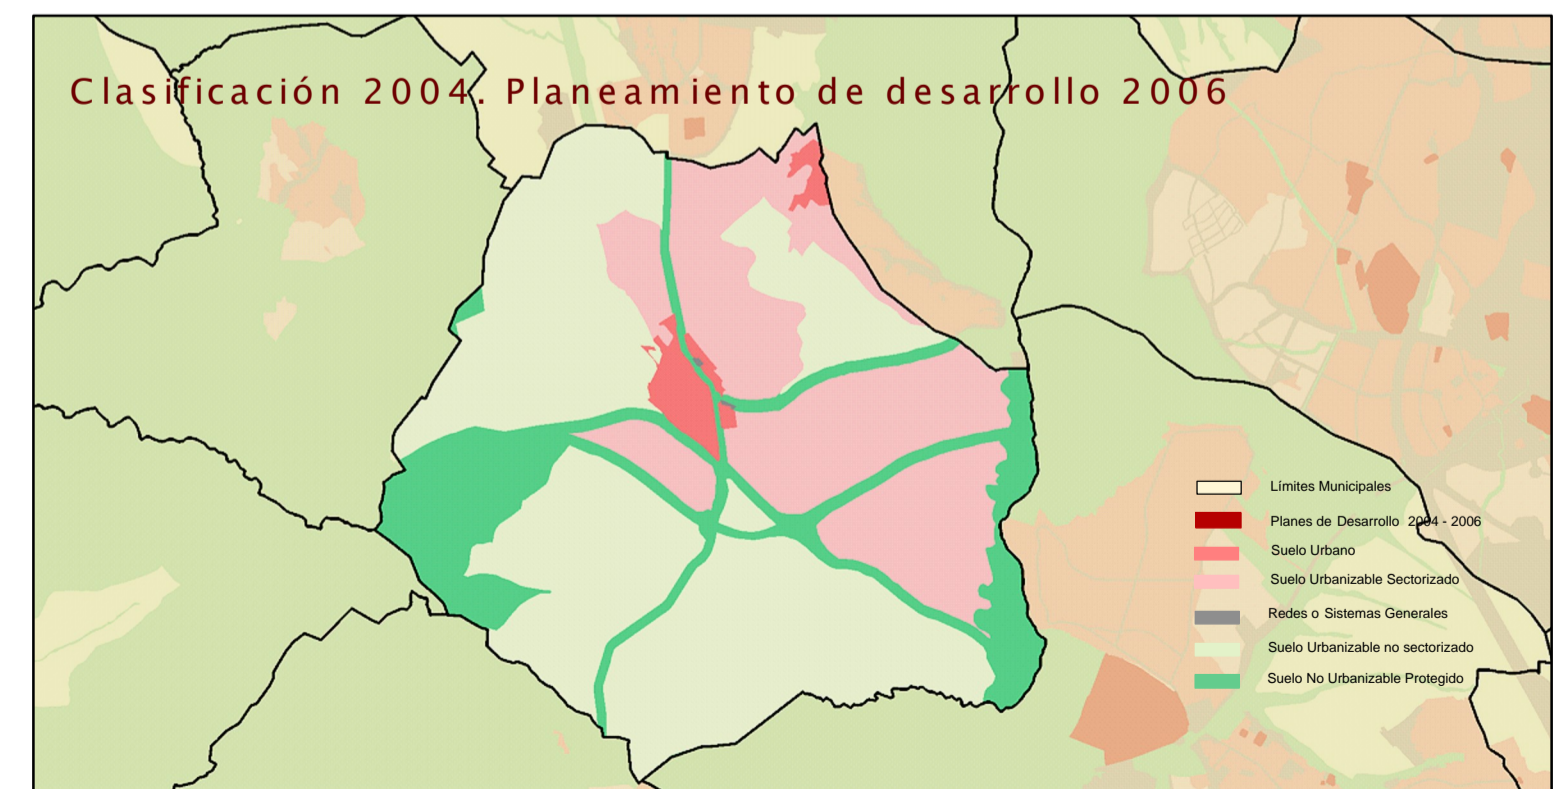 Clasificación 2004. Planeamiento de desarrollo 2006
Límites Municipales
Planes de Desarrollo 2004 - 2006
Suelo Urbano
Suelo Urbanizable Sectorizado
Redes o Sistemas Generales
Suelo Urbanizable no sectorizado
Suelo No Urbanizable Protegido